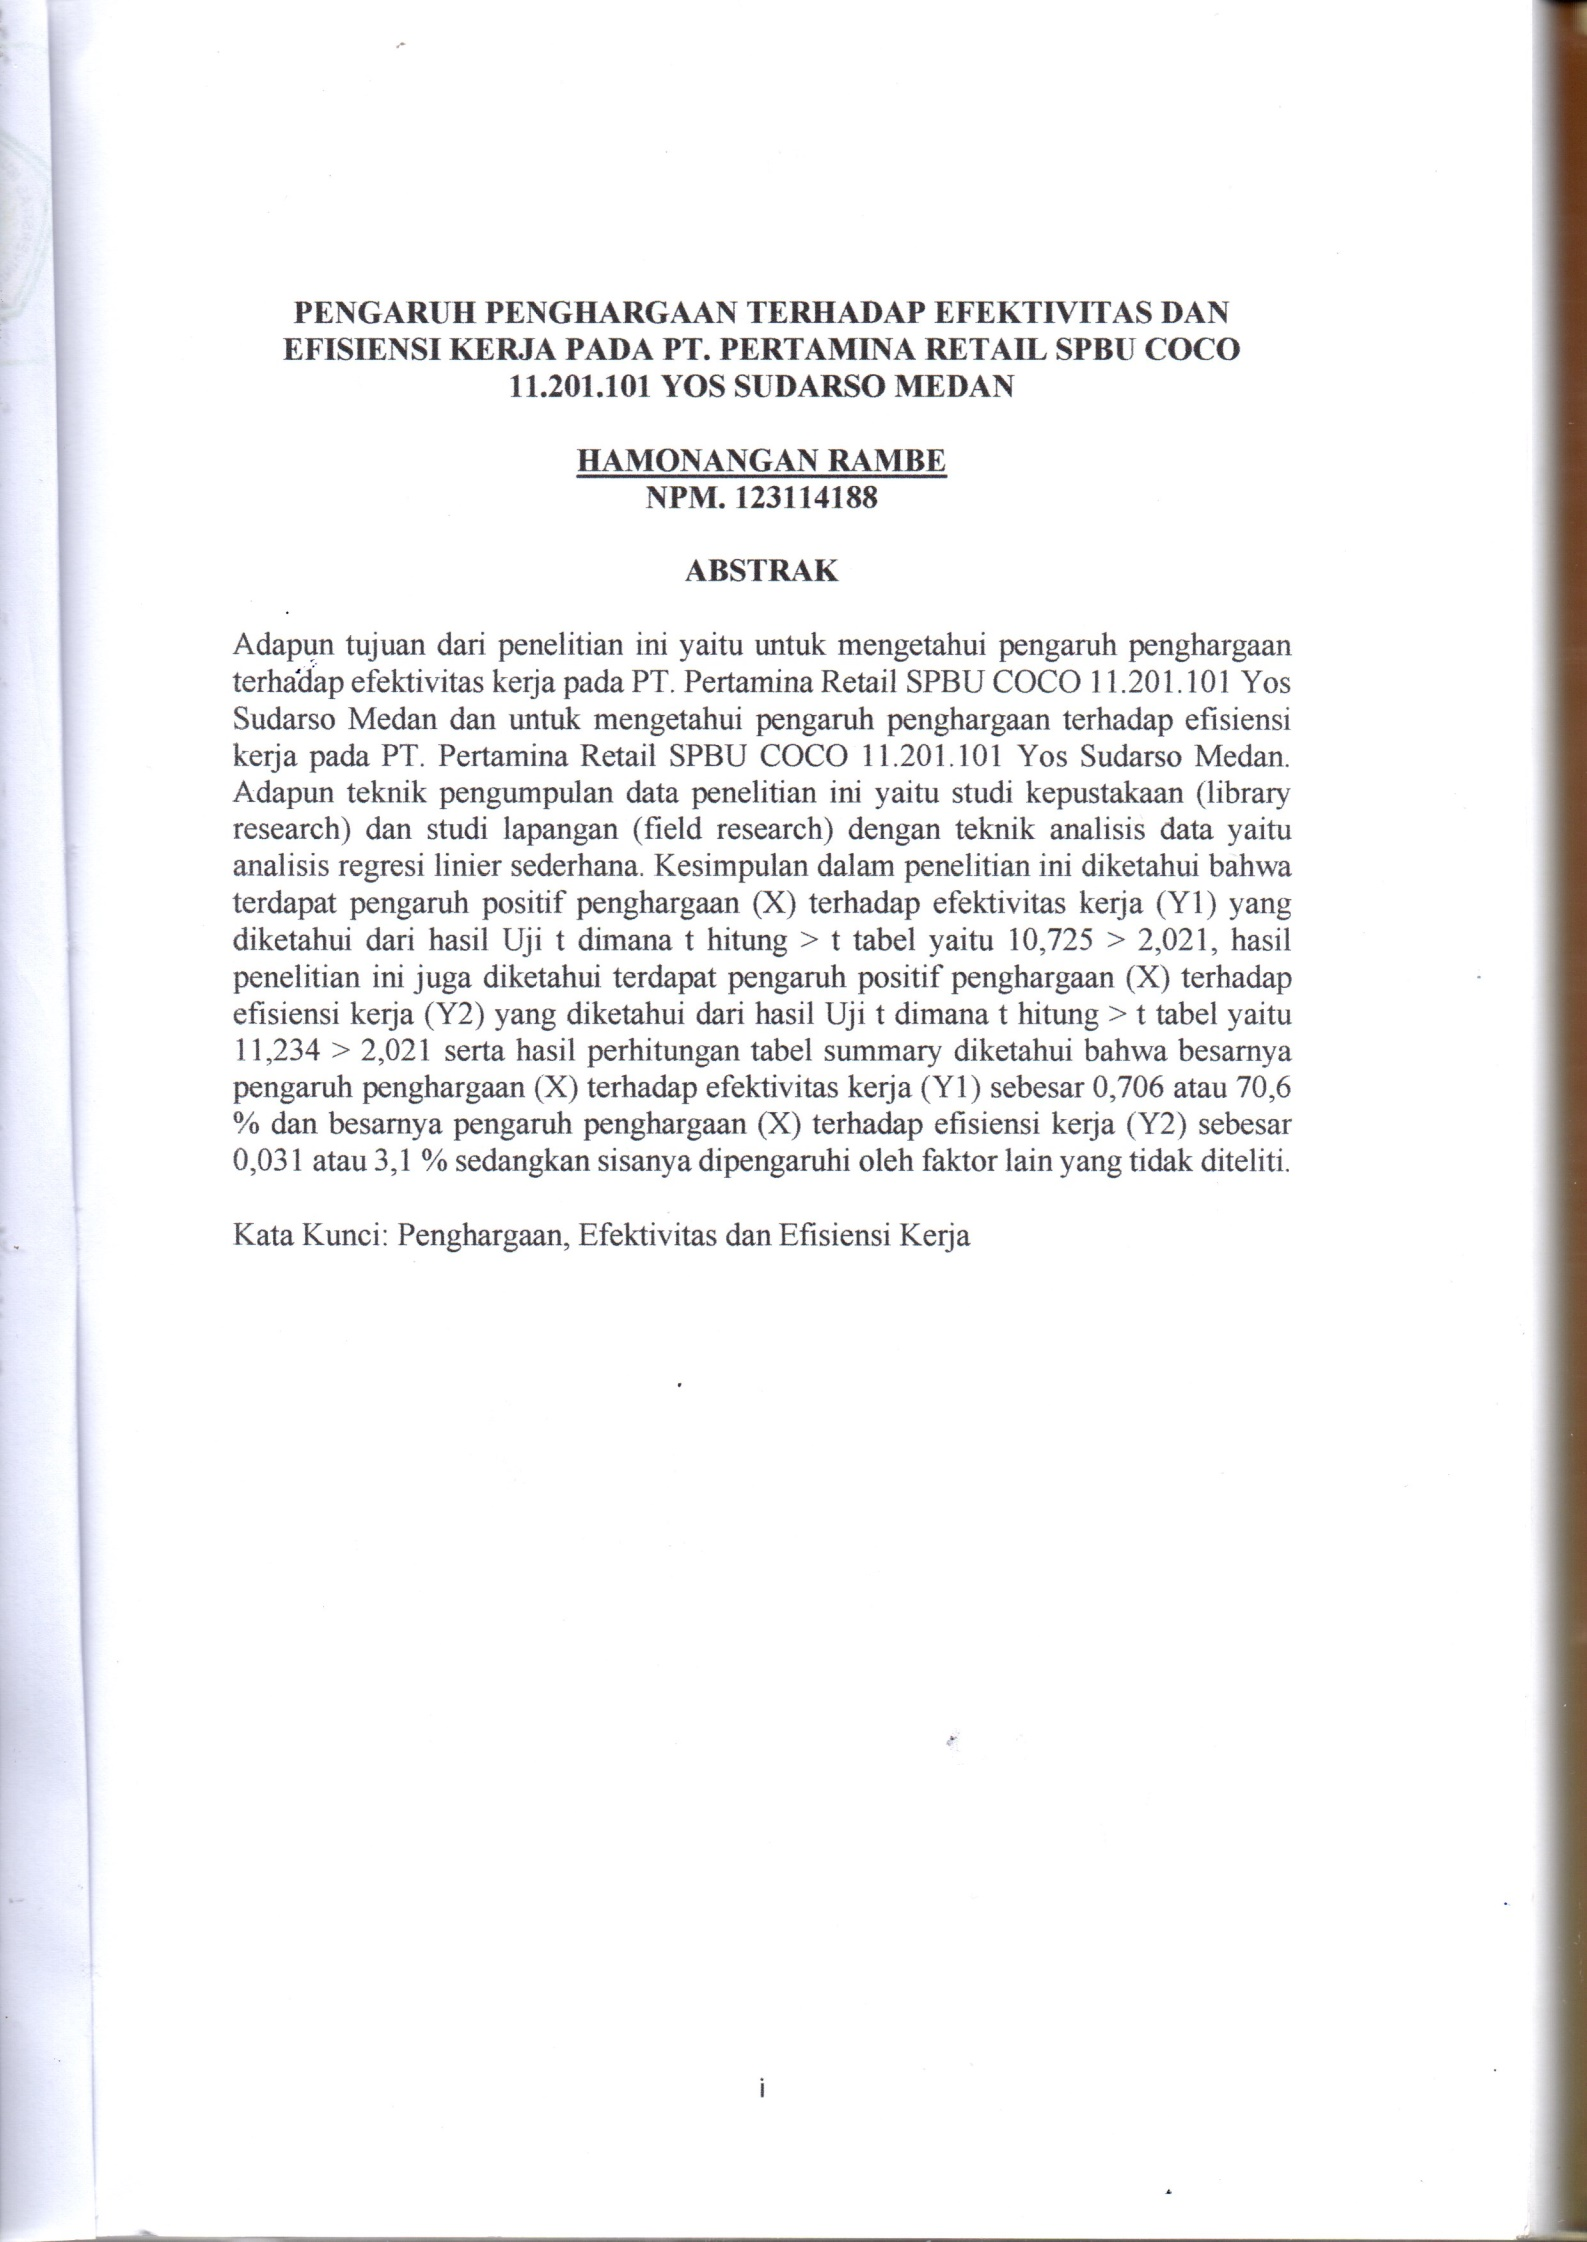 PENGARUH PENGHARGAAN TERHADAP EFEKTIVITAS DAN
EFISIENSI KERJA PADA PT. PERTAMINA RETAIL SPBU COCO
11.201.101 YOS SUDARSO MEDAN
HAMONANGAN RAMBE
NPM. 123114188
ABSTRAK
Adapun tujuan dari penelitian ini yaitu untuk mengetahui pengaruh penghargaan
terhadap efektivitas kerja pada PT. Pertamina Retail SPBU COCO 11.201.101 Yos
Sudarso Medan dan untuk mengetahui pengaruh penghargaan terhadap efisiensi
kerja pada PT. Pertamina Retail SPBU COCO 11.201.101 Yos Sudarso Medan.
Adapun teknik pengumpulan data penelitian ini yaitu studi kepustakaan (library
research) dan studi lapangan (field research) dengan teknik analisis data yaitu
analisis regresi linier sederhana. Kesimpulan dalam penelitian ini diketahui bahwa
terdapat pengaruh positif penghargaan (X) terhadap efektivitas kerja (Y1) yang
diketahui dari hasil Uji t dimana t hitung > t tabel yaitu 10,725 > 2,021, hasil
penelitian ini juga diketahui terdapat pengaruh positif penghargaan (X) terhadap
efisiensi kerja (Y2) yang diketahui dari hasil Uji t dimana t hitung > t tabel yaitu
11,234 > 2,021 serta hasil perhitungan tabel summary diketahui bahwa besarnya
pengaruh penghargaan (X) terhadap efektivitas kerja (Y1) sebesar 0,706 atau 70,6
% dan besarnya pengaruh penghargaan (X) terhadap efisiensi kerja (Y2) sebesar
0,031 atau 3,1 % sedangkan sisanya dipengaruhi oleh faktor lain yang tidak diteliti.
Kata Kunci: Penghargaan, Efektivitas dan Efisiensi Kerja
i